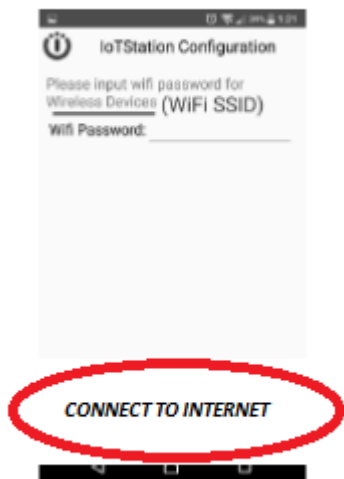 IoTStation Configuration
Please input wifi password for
Wireless Devices (WiFi SSID)
Wifi Password:
CONNECT TO INTERNET